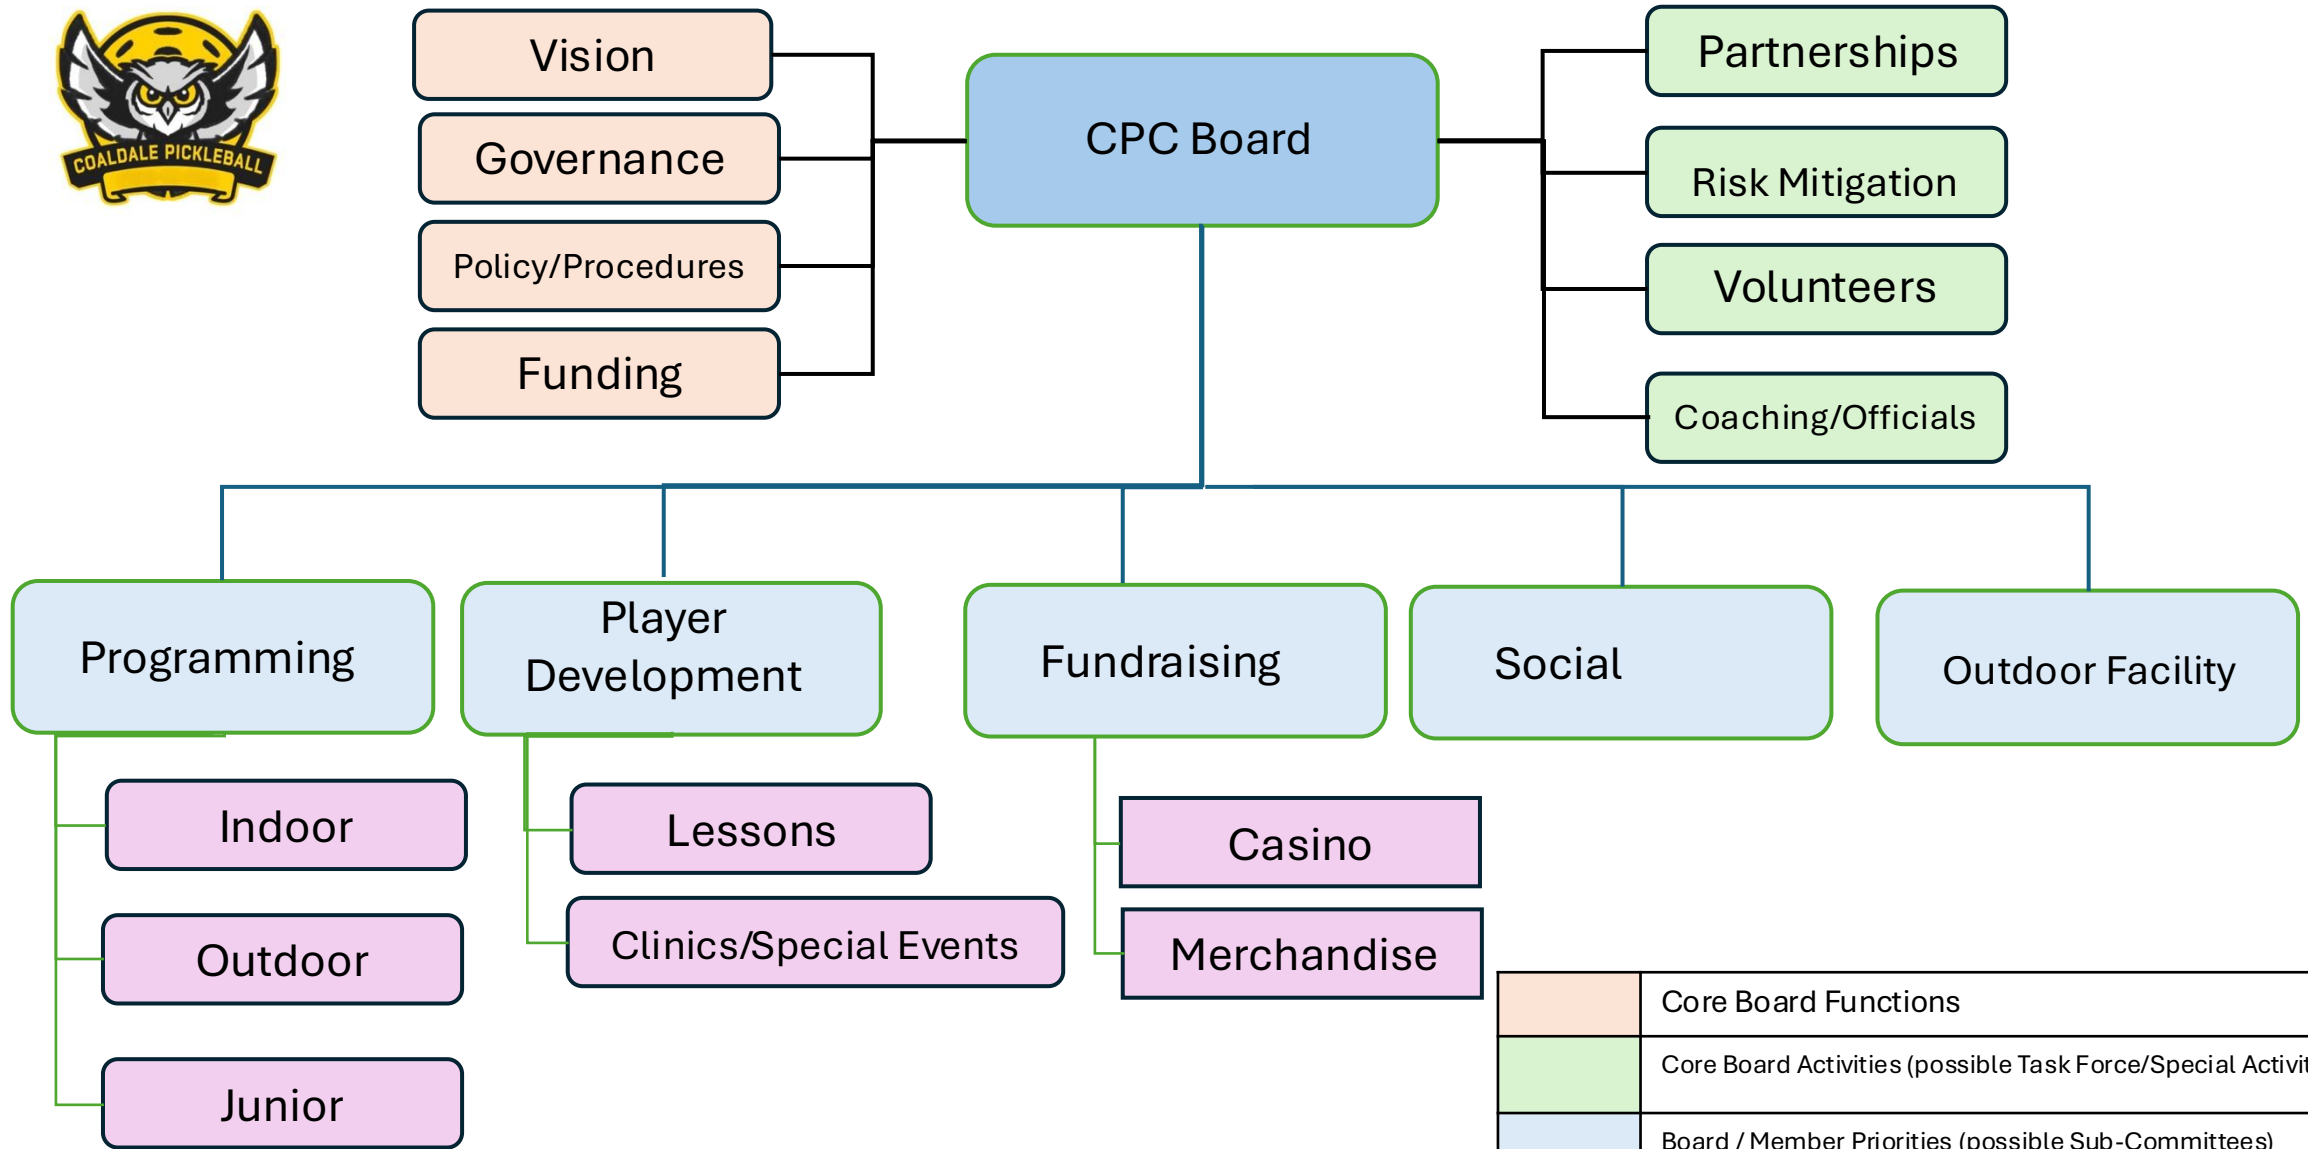 COALDALE PICKLEBALL
Vision
Governance
Policy/Procedures
Funding
CPC Board
Partnerships
Risk Mitigation
Volunteers
Coaching/Officials
Programming
Player
Development
Fundraising
Social
Outdoor Facility
Indoor
Outdoor
Junior
Lessons
Clinics/Special Events
Casino
Merchandise
Core Board Functions
Core Board Activities (possible Task Force/Special Activit
Board / Member Priorities (possible Sub-Committees)